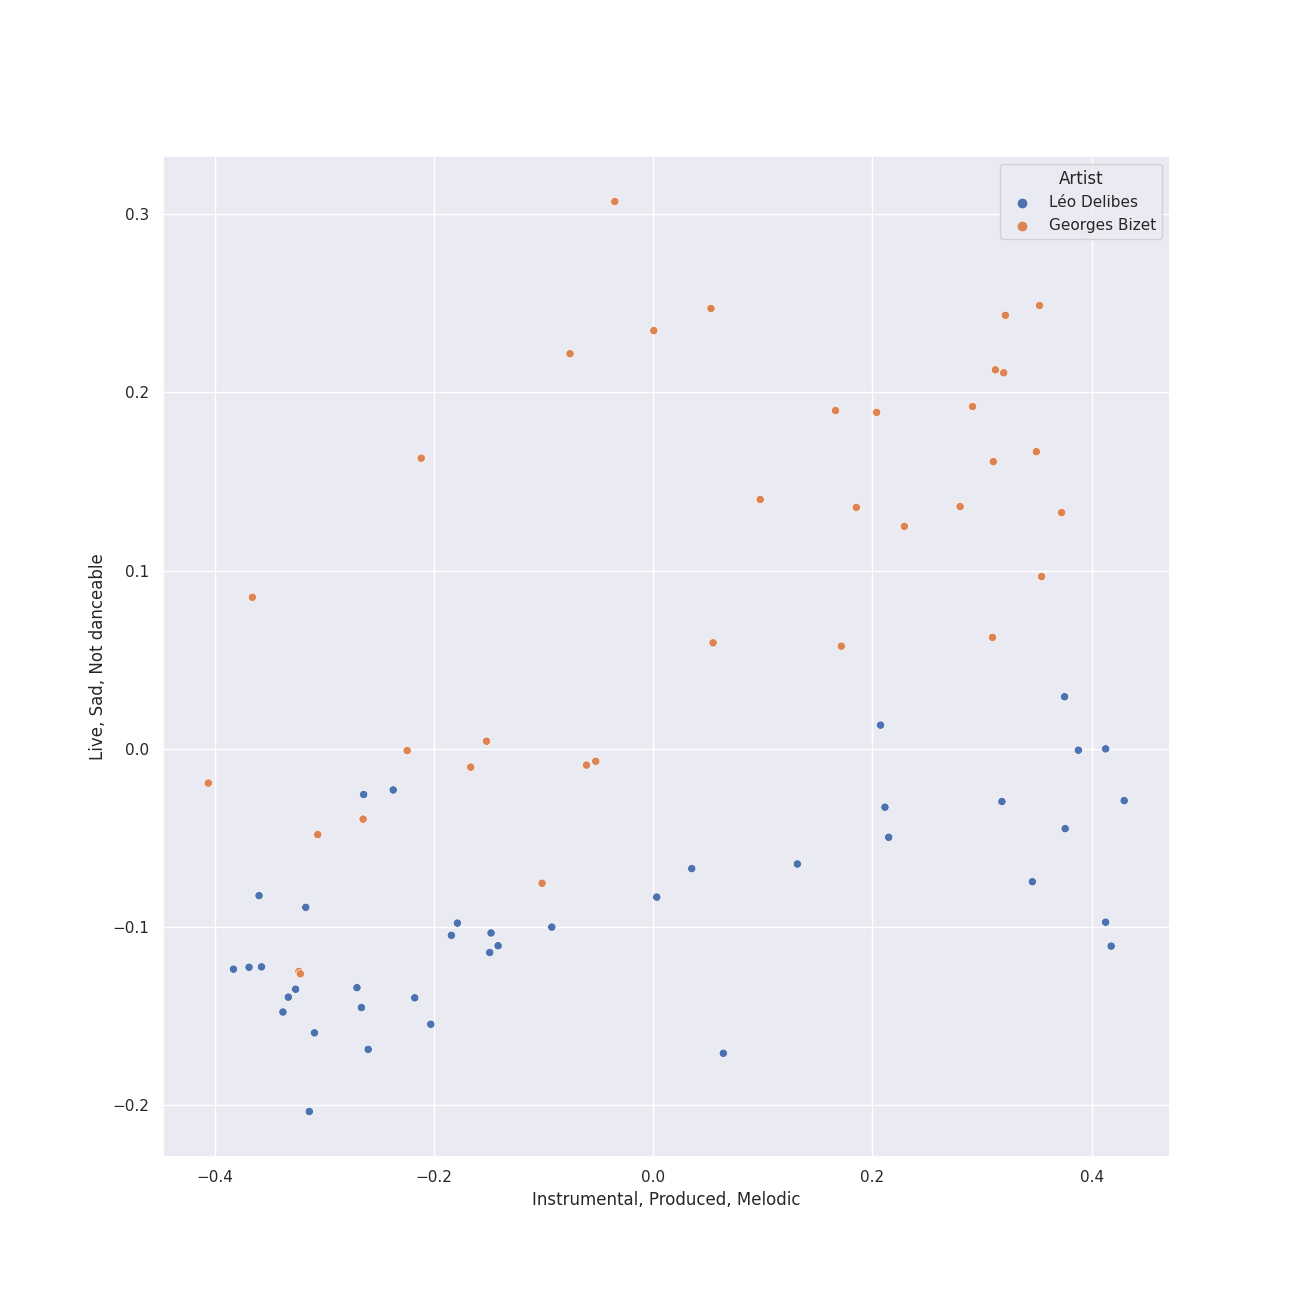 Artist
Léo Delibes
Georges Bizet
0.3
0.2
0.1
0.0
−0.1
−0.2
Live, Sad, Not danceable
−0.4
−0.2
0.0
0.2
0.4
Instrumental, Produced, Melodic